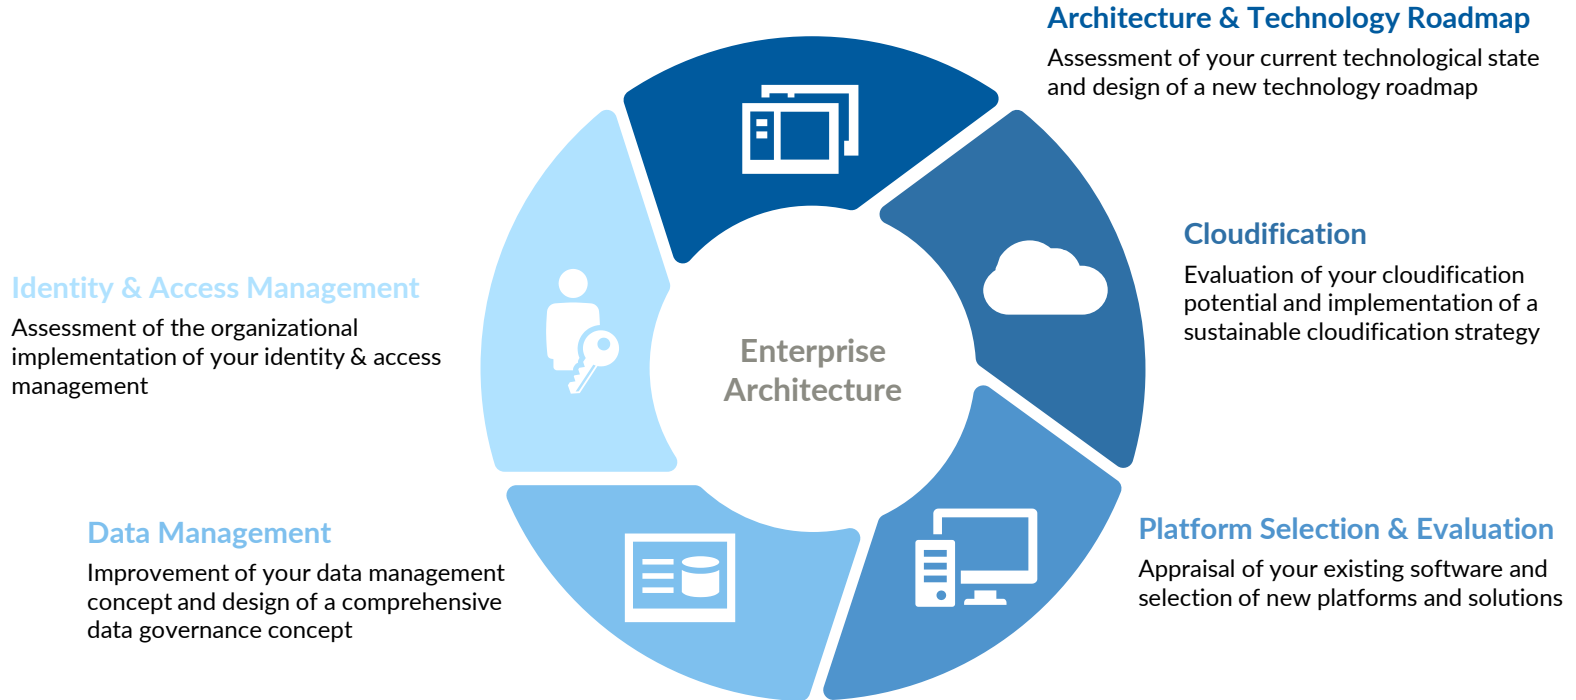 Architecture & Technology Roadmap
Assessment of your current technological state
and design of a new technology roadmap
Cloudification
Evaluation of your cloudification
potential and implementation of a
sustainable cloudification strategy
Identity & Access Management
Assessment of the organizational
implementation of your identity & access
management
Enterprise
Architecture
Data Management
Improvement of your data management
concept and design of a comprehensive
data governance concept
Platform Selection & Evaluation
Appraisal of your existing software and
selection of new platforms and solutions